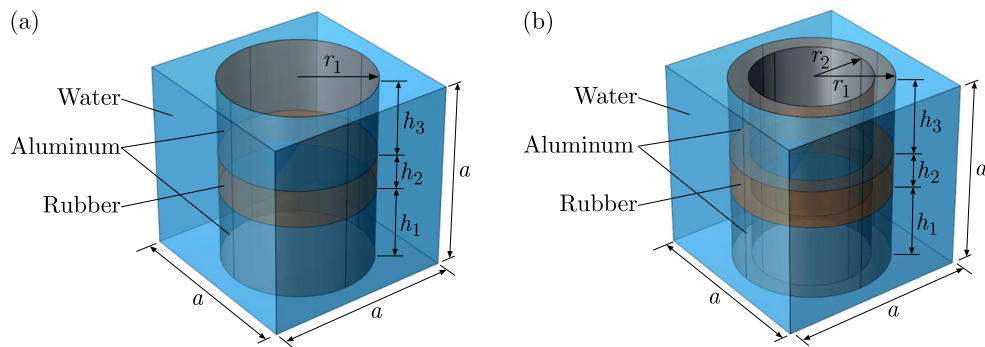 (a)
r₁
Water
Aluminum
Rubber
h₃
h₂
h₁
a
a
a
(b)
r₂
r₁
Water
Aluminum
Rubber
h₃
h₂
h₁
a
a
a